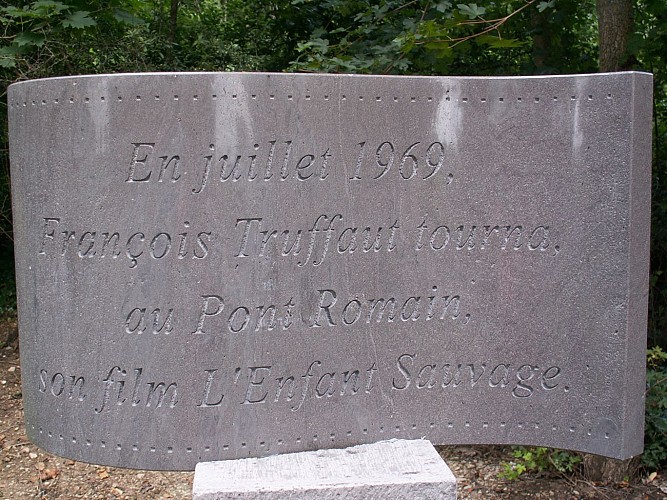 En juillet 1969,
François Truffaut tourna,
au Pont Romain,
son film L'Enfant Sauvage.